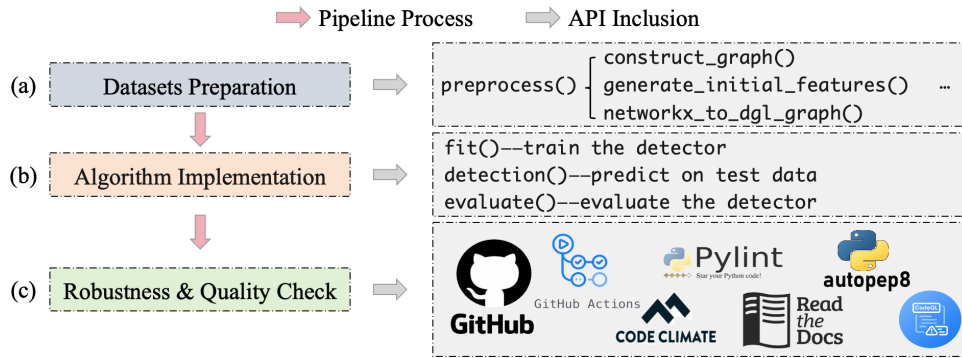 Pipeline Process API Inclusion
(a) Datasets Preparation
preprocess()
construct_graph()
generate_initial_features() ...
networkx_to_dgl_graph()
(b) Algorithm Implementation
fit()——train the detector
detection()——predict on test data
evaluate()——evaluate the detector
(c) Robustness & Quality Check
GitHub
GitHub Actions
Pylint
Star your Python code!
autopep8
CODE CLIMATE
Read
the
Docs
CodeQL